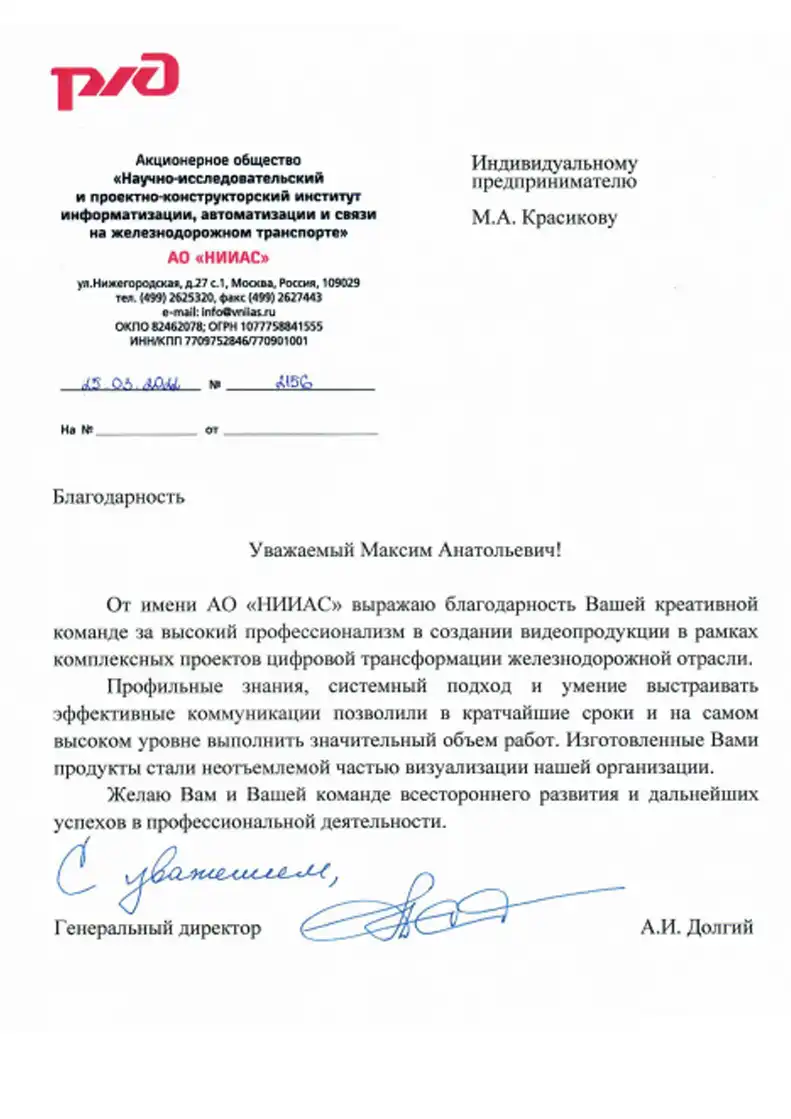 РЖД
Акционерное общество
«Научно-исследовательский
и проектно-конструкторский институт
информатизации, автоматизации и связи
на железнодорожном транспорте»
АО «НИИАС»
ул.Нижегородская, д.27 с.1, Москва, Россия, 109029
тел. (499) 2625320, факс (499) 2627443
e-mail: info@vniias.ru
ОКПО 82462078; ОГРН 1077758841555
ИНН/КПП 7709752846/770901001
25.03.2022 № 2156
На № от
Индивидуальному
предпринимателю
М.А. Красикову
Благодарность
Уважаемый Максим Анатольевич!
От имени АО «НИИАС» выражаю благодарность Вашей креативной
команде за высокий профессионализм в создании видеопродукции в рамках
комплексных проектов цифровой трансформации железнодорожной отрасли.
Профильные знания, системный подход и умение выстраивать
эффективные коммуникации позволили в кратчайшие сроки и на самом
высоком уровне выполнить значительный объем работ. Изготовленные Вами
продукты стали неотъемлемой частью визуализации нашей организации.
Желаю Вам и Вашей команде всестороннего развития и дальнейших
успехов в профессиональной деятельности.
С уважением,
Генеральный директор А.И. Долгий